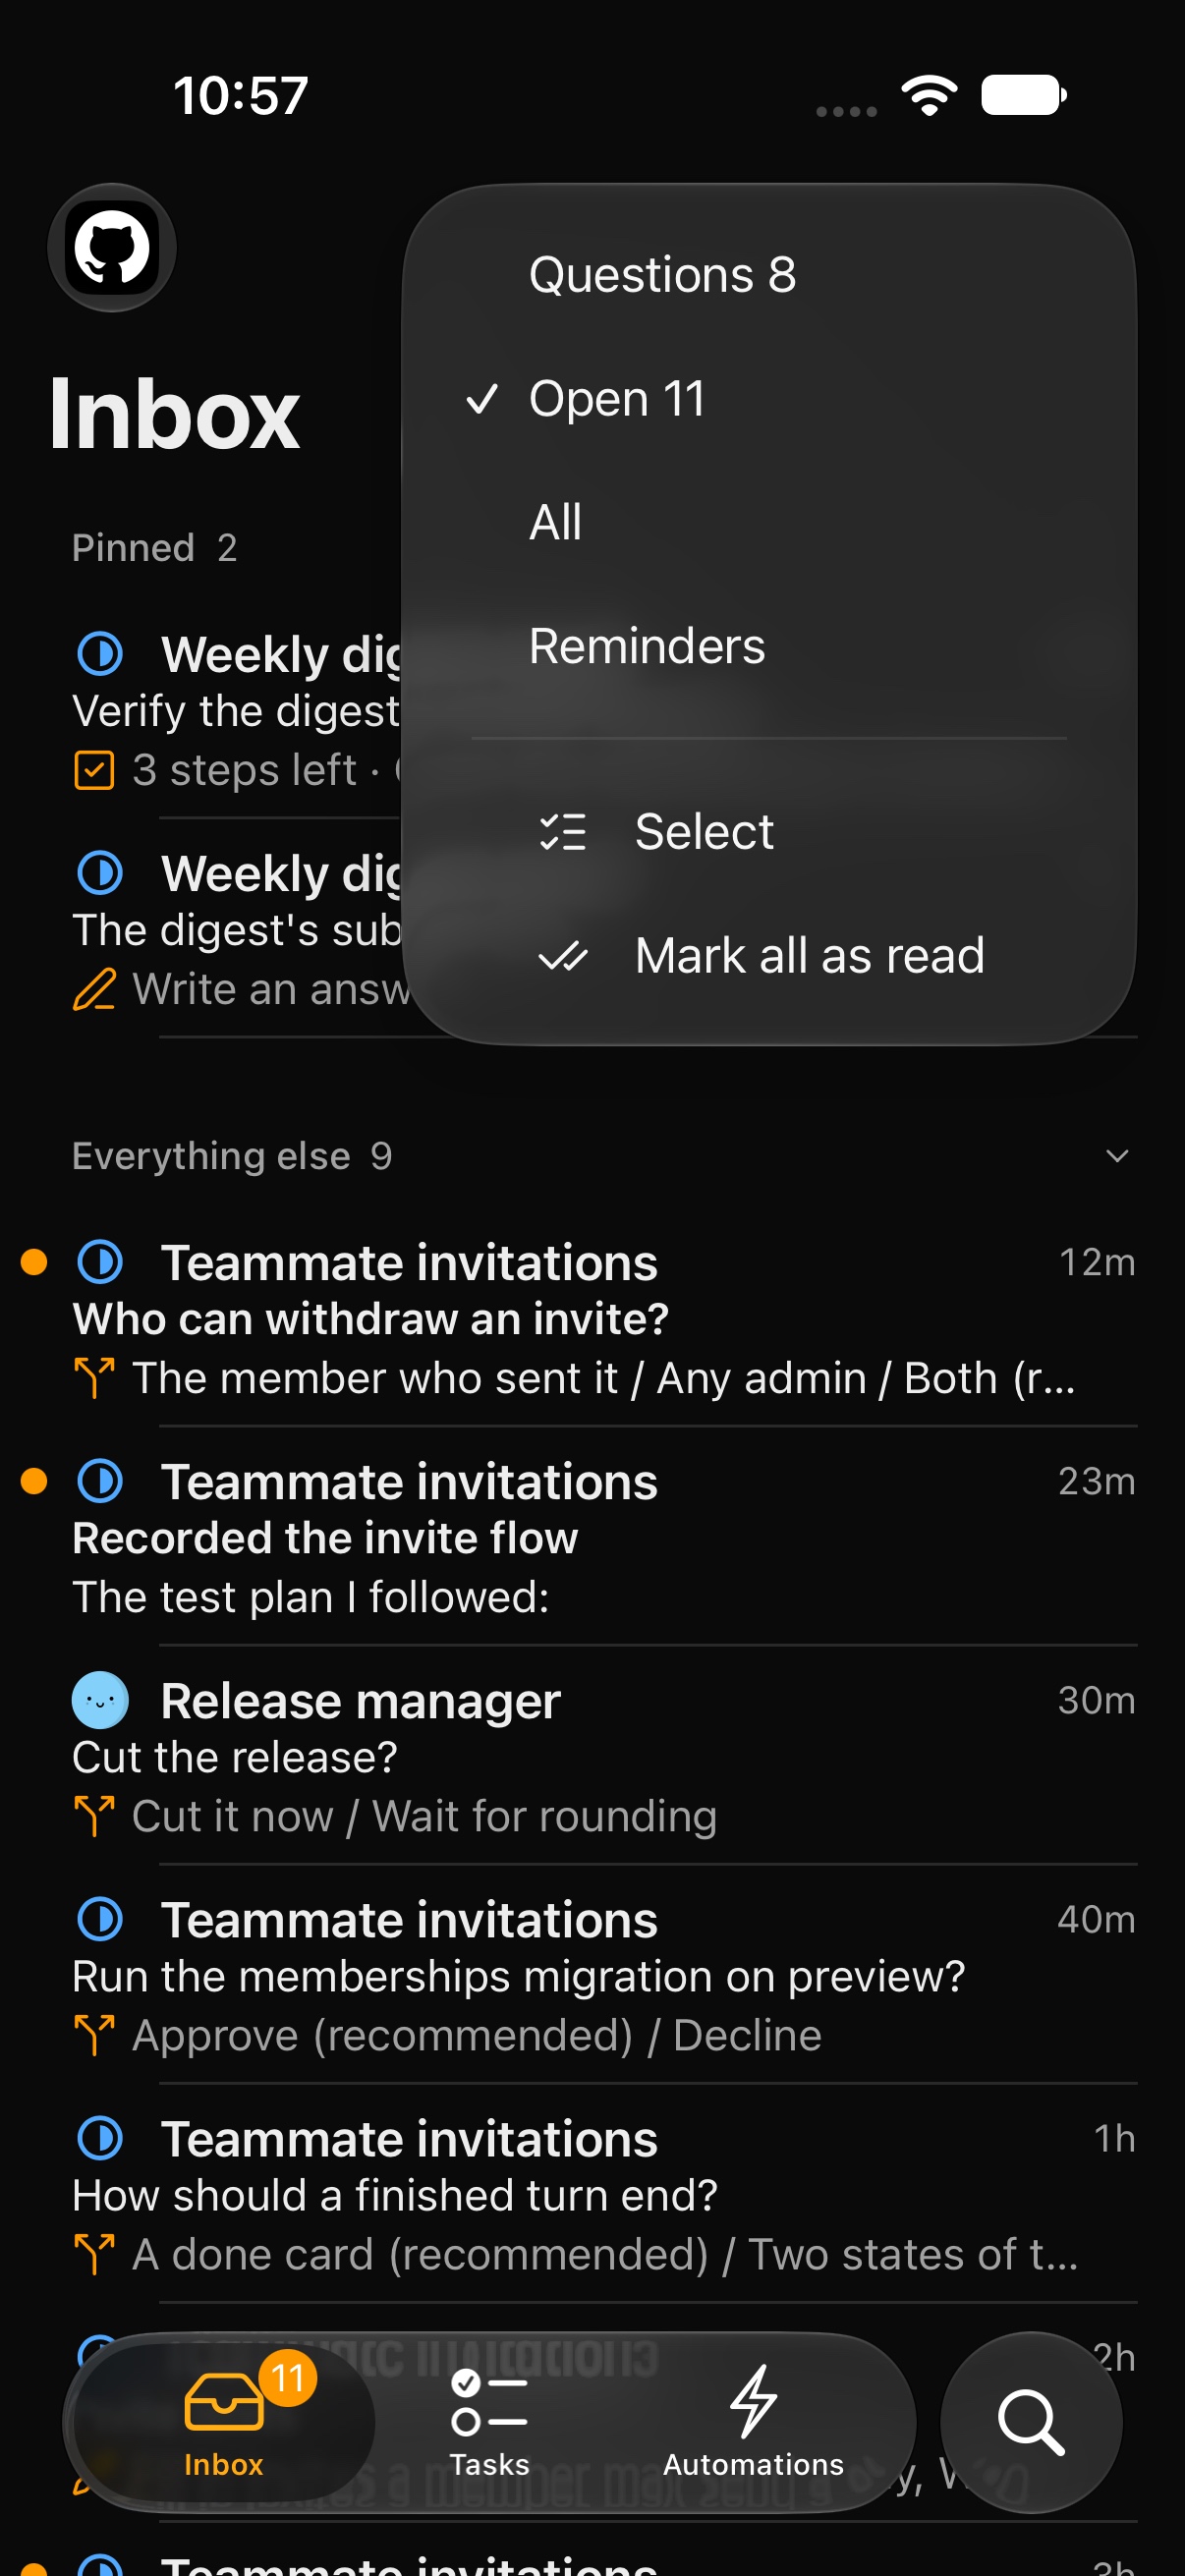 10:57
Questions 8
Open 11
All
Reminders
Select
Mark all as read
Inbox
Pinned 2
Weekly
Verify the digest
3 steps left ·
Weekly
The digest's
Write an
Everything else 9
Teammate invitations 12m
Who can withdraw an invite?
The member who sent it / Any admin / Both (r...
Teammate invitations 23m
Recorded the invite flow
The test plan I followed:
Release manager 30m
Cut the release?
Cut it now / Wait for rounding
Teammate invitations 40m
Run the memberships migration on preview?
Approve (recommended) / Decline
Teammate invitations 1h
How should a finished turn end?
A done card (recommended) / Two states of t...
2h
11
Inbox
Tasks
Automations
Teammate invitations 3h